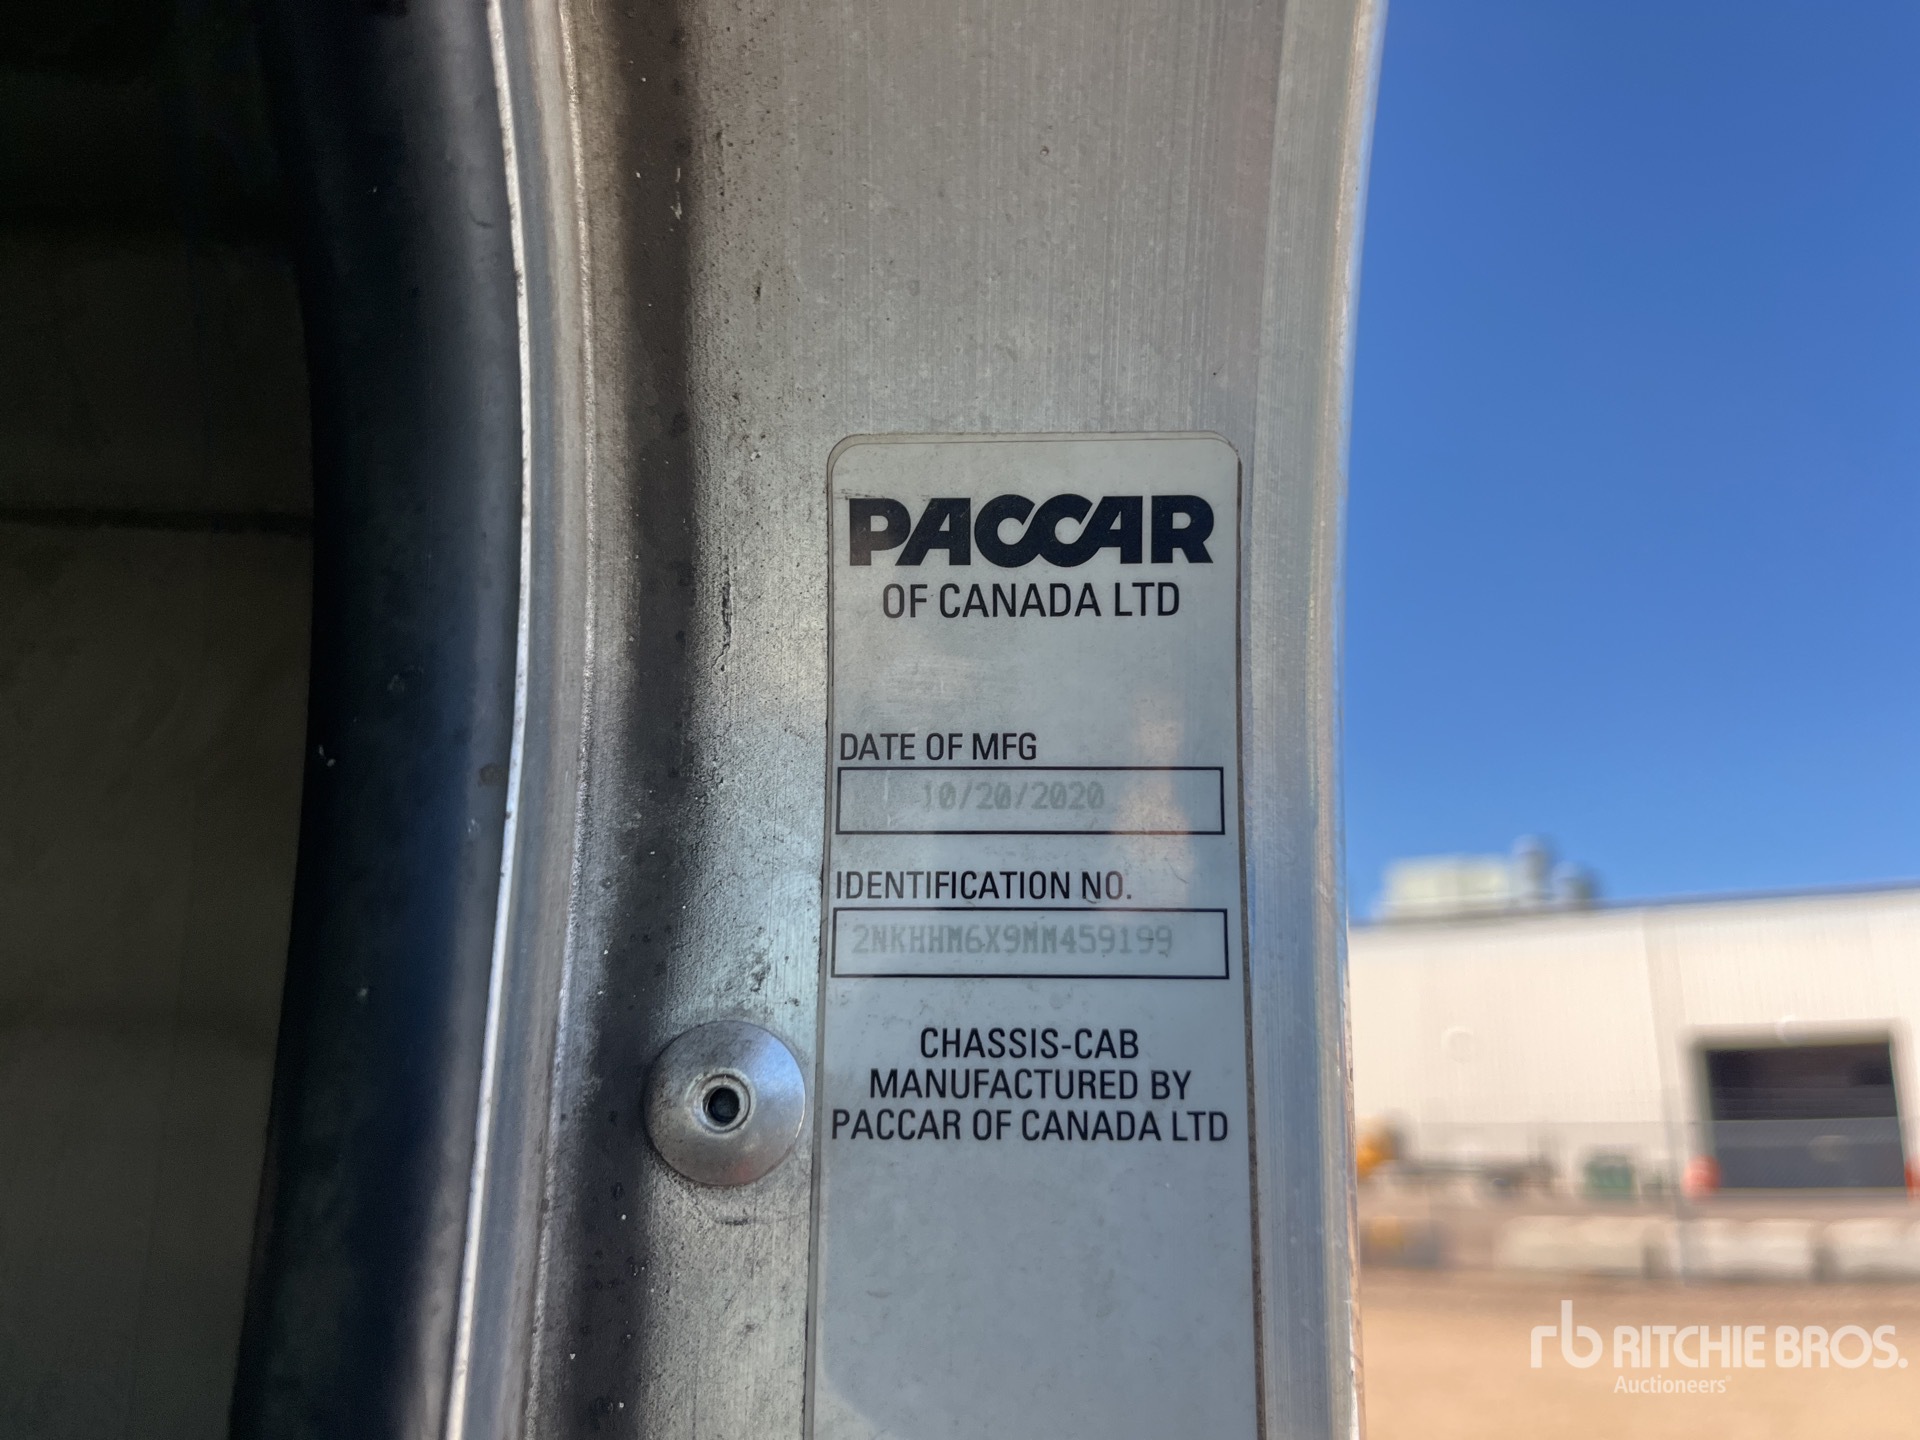 PACCAR
OF CANADA LTD
DATE OF MFG
10/20/2020
IDENTIFICATION NO.
2NKHHM6X9MM459199
CHASSIS-CAB
MANUFACTURED BY
PACCAR OF CANADA LTD
rb RITCHIE BROS.
Auctioneers